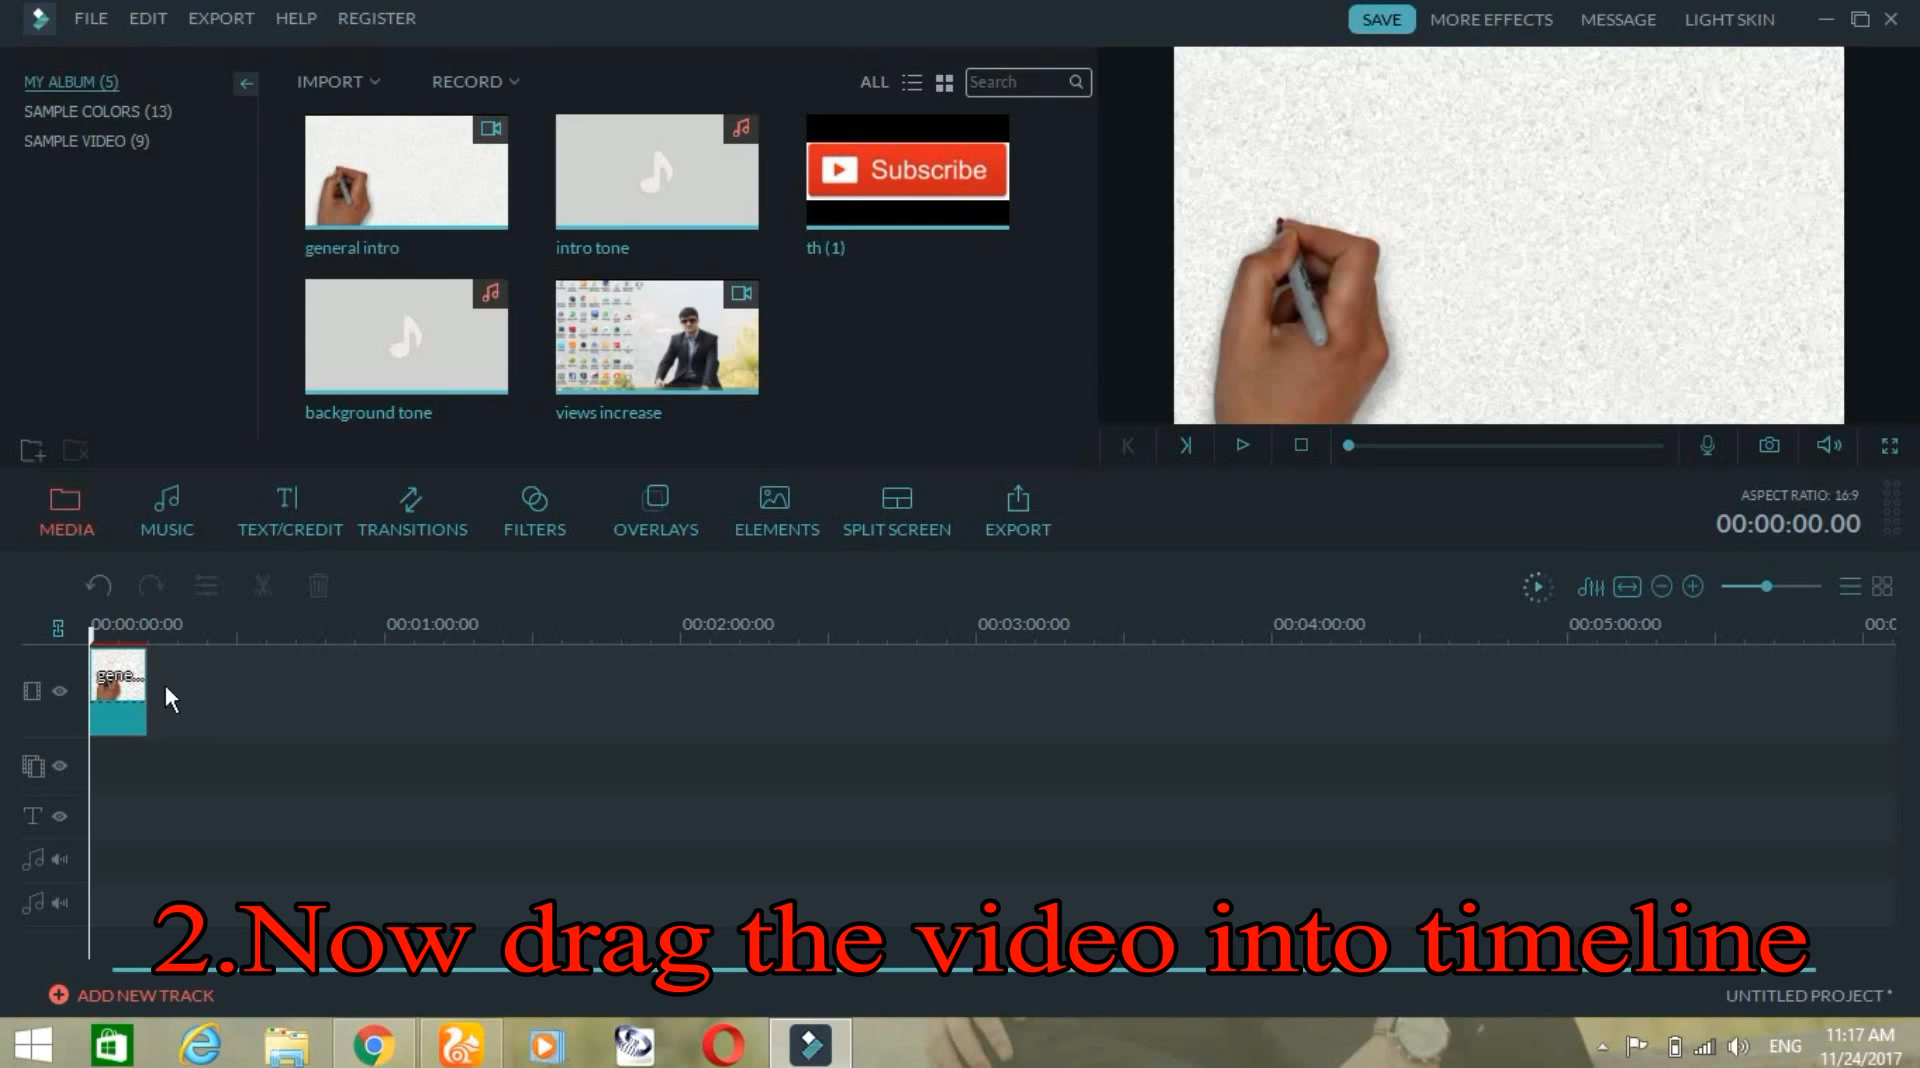 FILE EDIT EXPORT HELP REGISTER
SAVE MORE EFFECTS MESSAGE LIGHT SKIN
MY ALBUM (5)
SAMPLE COLORS (13)
SAMPLE VIDEO (9)
IMPORT RECORD ALL Search
Subscribe
general intro intro tone th (1)
background tone views increase
MEDIA MUSIC TEXT/CREDIT TRANSITIONS FILTERS OVERLAYS ELEMENTS SPLIT SCREEN EXPORT
ASPECT RATIO: 16:9
00:00:00.00
00:00:00:00 00:01:00:00 00:02:00:00 00:03:00:00 00:04:00:00 00:05:00:00
gene...
2.Now drag the video into timeline
ADD NEW TRACK
UNTITLED PROJECT *
ENG
11:17 AM
11/24/2017